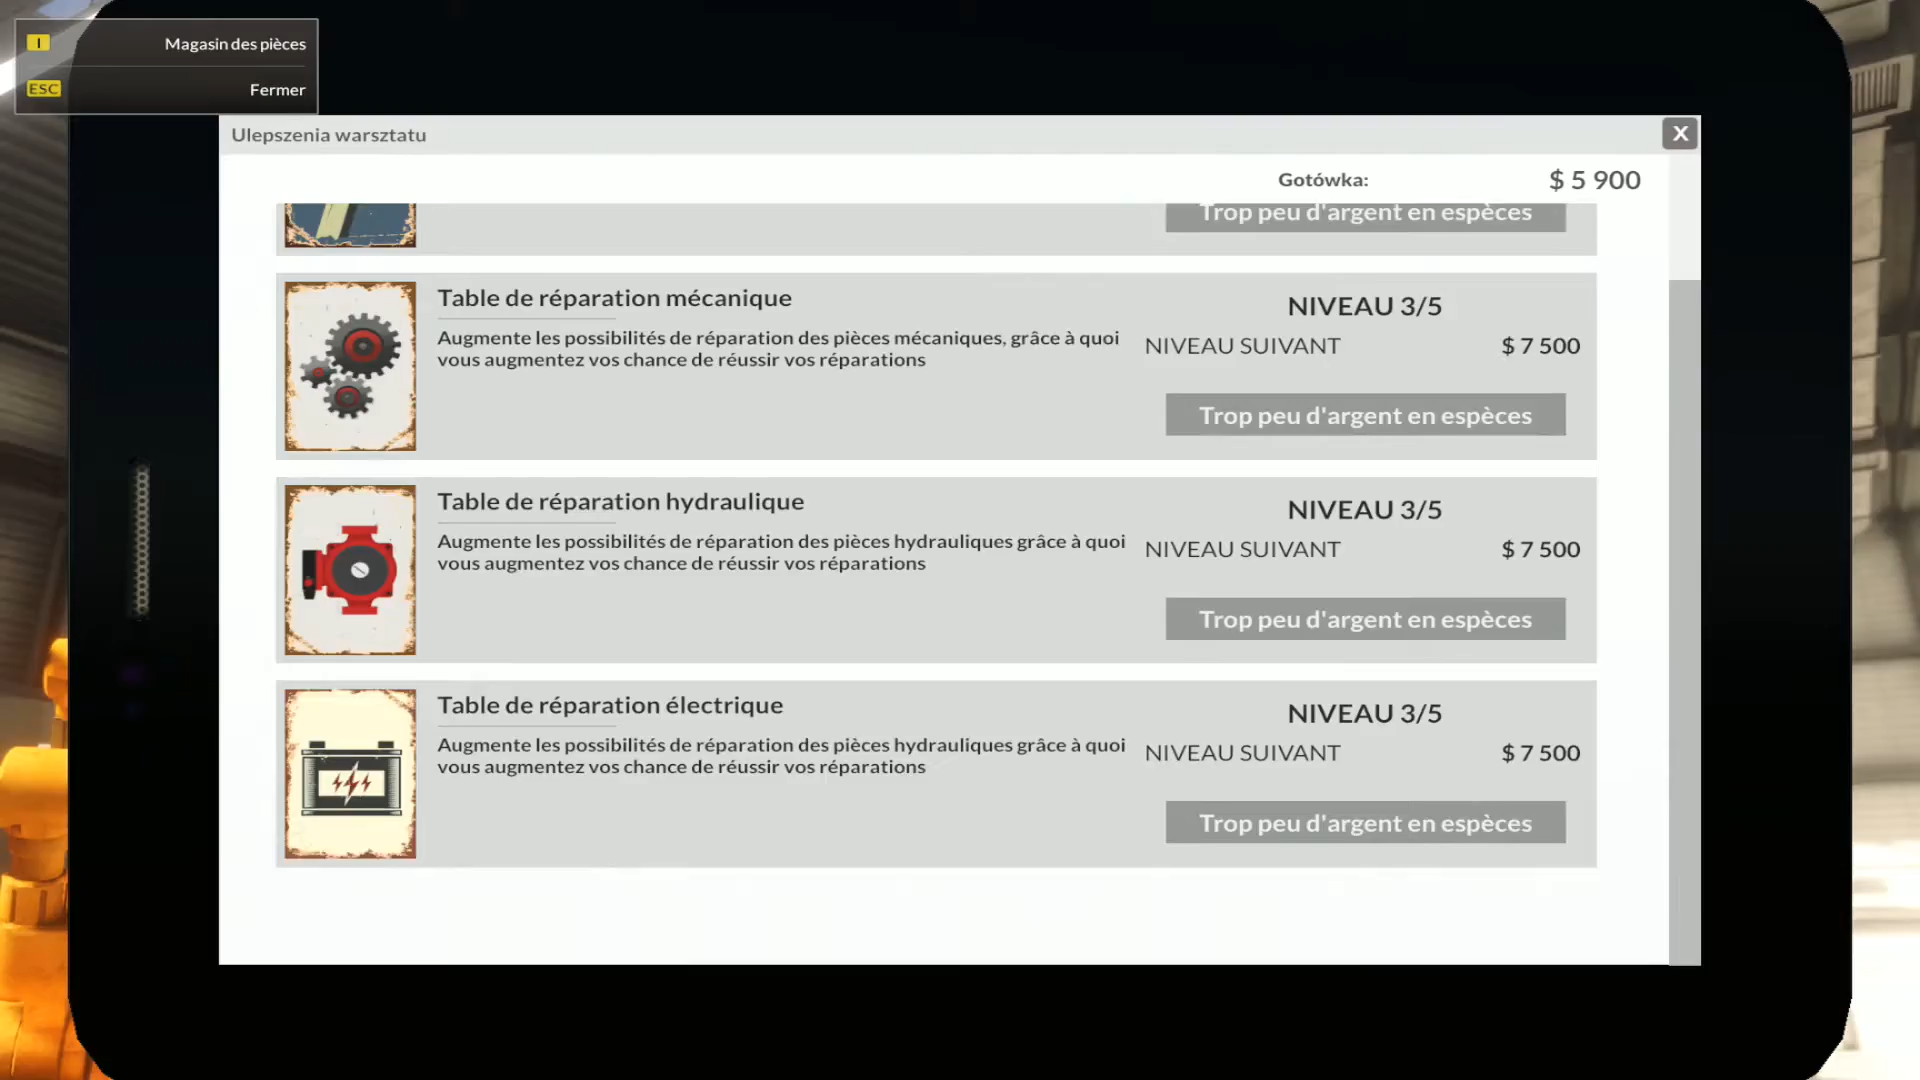 I Magasin des pièces
ESC Fermer
Ulepszenia warsztatu X
Gotówka: $ 5 900
Trop peu d'argent en espèces
Table de réparation mécanique
Augmente les possibilités de réparation des pièces mécaniques, grâce à quoi
vous augmentez vos chance de réussir vos réparations
NIVEAU 3/5
NIVEAU SUIVANT $ 7 500
Trop peu d'argent en espèces
Table de réparation hydraulique
Augmente les possibilités de réparation des pièces hydrauliques grâce à quoi
vous augmentez vos chance de réussir vos réparations
NIVEAU 3/5
NIVEAU SUIVANT $ 7 500
Trop peu d'argent en espèces
Table de réparation électrique
Augmente les possibilités de réparation des pièces hydrauliques grâce à quoi
vous augmentez vos chance de réussir vos réparations
NIVEAU 3/5
NIVEAU SUIVANT $ 7 500
Trop peu d'argent en espèces